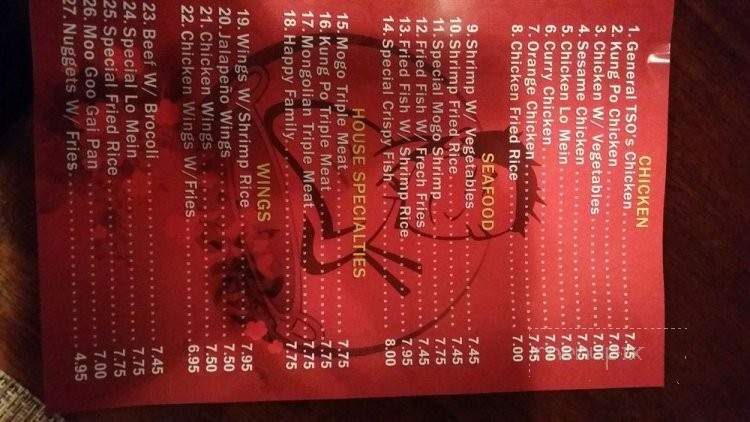 CHICKEN
1. General TSO's Chicken 7.45
2. Kung Po Chicken 7.00
3. Chicken W/ Vegetables 7.00
4. Sesame Chicken 7.45
5. Chicken Lo Mein 7.00
6. Curry Chicken 7.00
7. Orange Chicken 7.45
8. Chicken Fried Rice 7.00
SEAFOOD
9. Shrimp W/ Vegetables 7.45
10. Shrimp Fried Rice 7.45
11. Special Mogo Shrimp 7.75
12. Fried Fish W/ Frech Fries 7.45
13. Fried Fish W/ Shrimp Rice 7.95
14. Special Crispy Fish 8.00
HOUSE SPECIALTIES
15. Mogo Triple Meat 7.75
16. Kung Po Triple Meat 7.75
17. Mongolian Triple Meat 7.75
18. Happy Family 7.75
WINGS
19. Wings W/Shrimp Rice 7.95
20. Jalapeño Wings 7.50
21. Chicken Wings 7.50
22. Chicken Wings W/Fries 6.95
23. Beef W/ Brocoli 7.45
24. Special Lo Mein 7.75
25. Special Fried Rice 7.75
26. Moo Goo Gai Pan 7.00
27. Nuggets W/ Fries 4.95